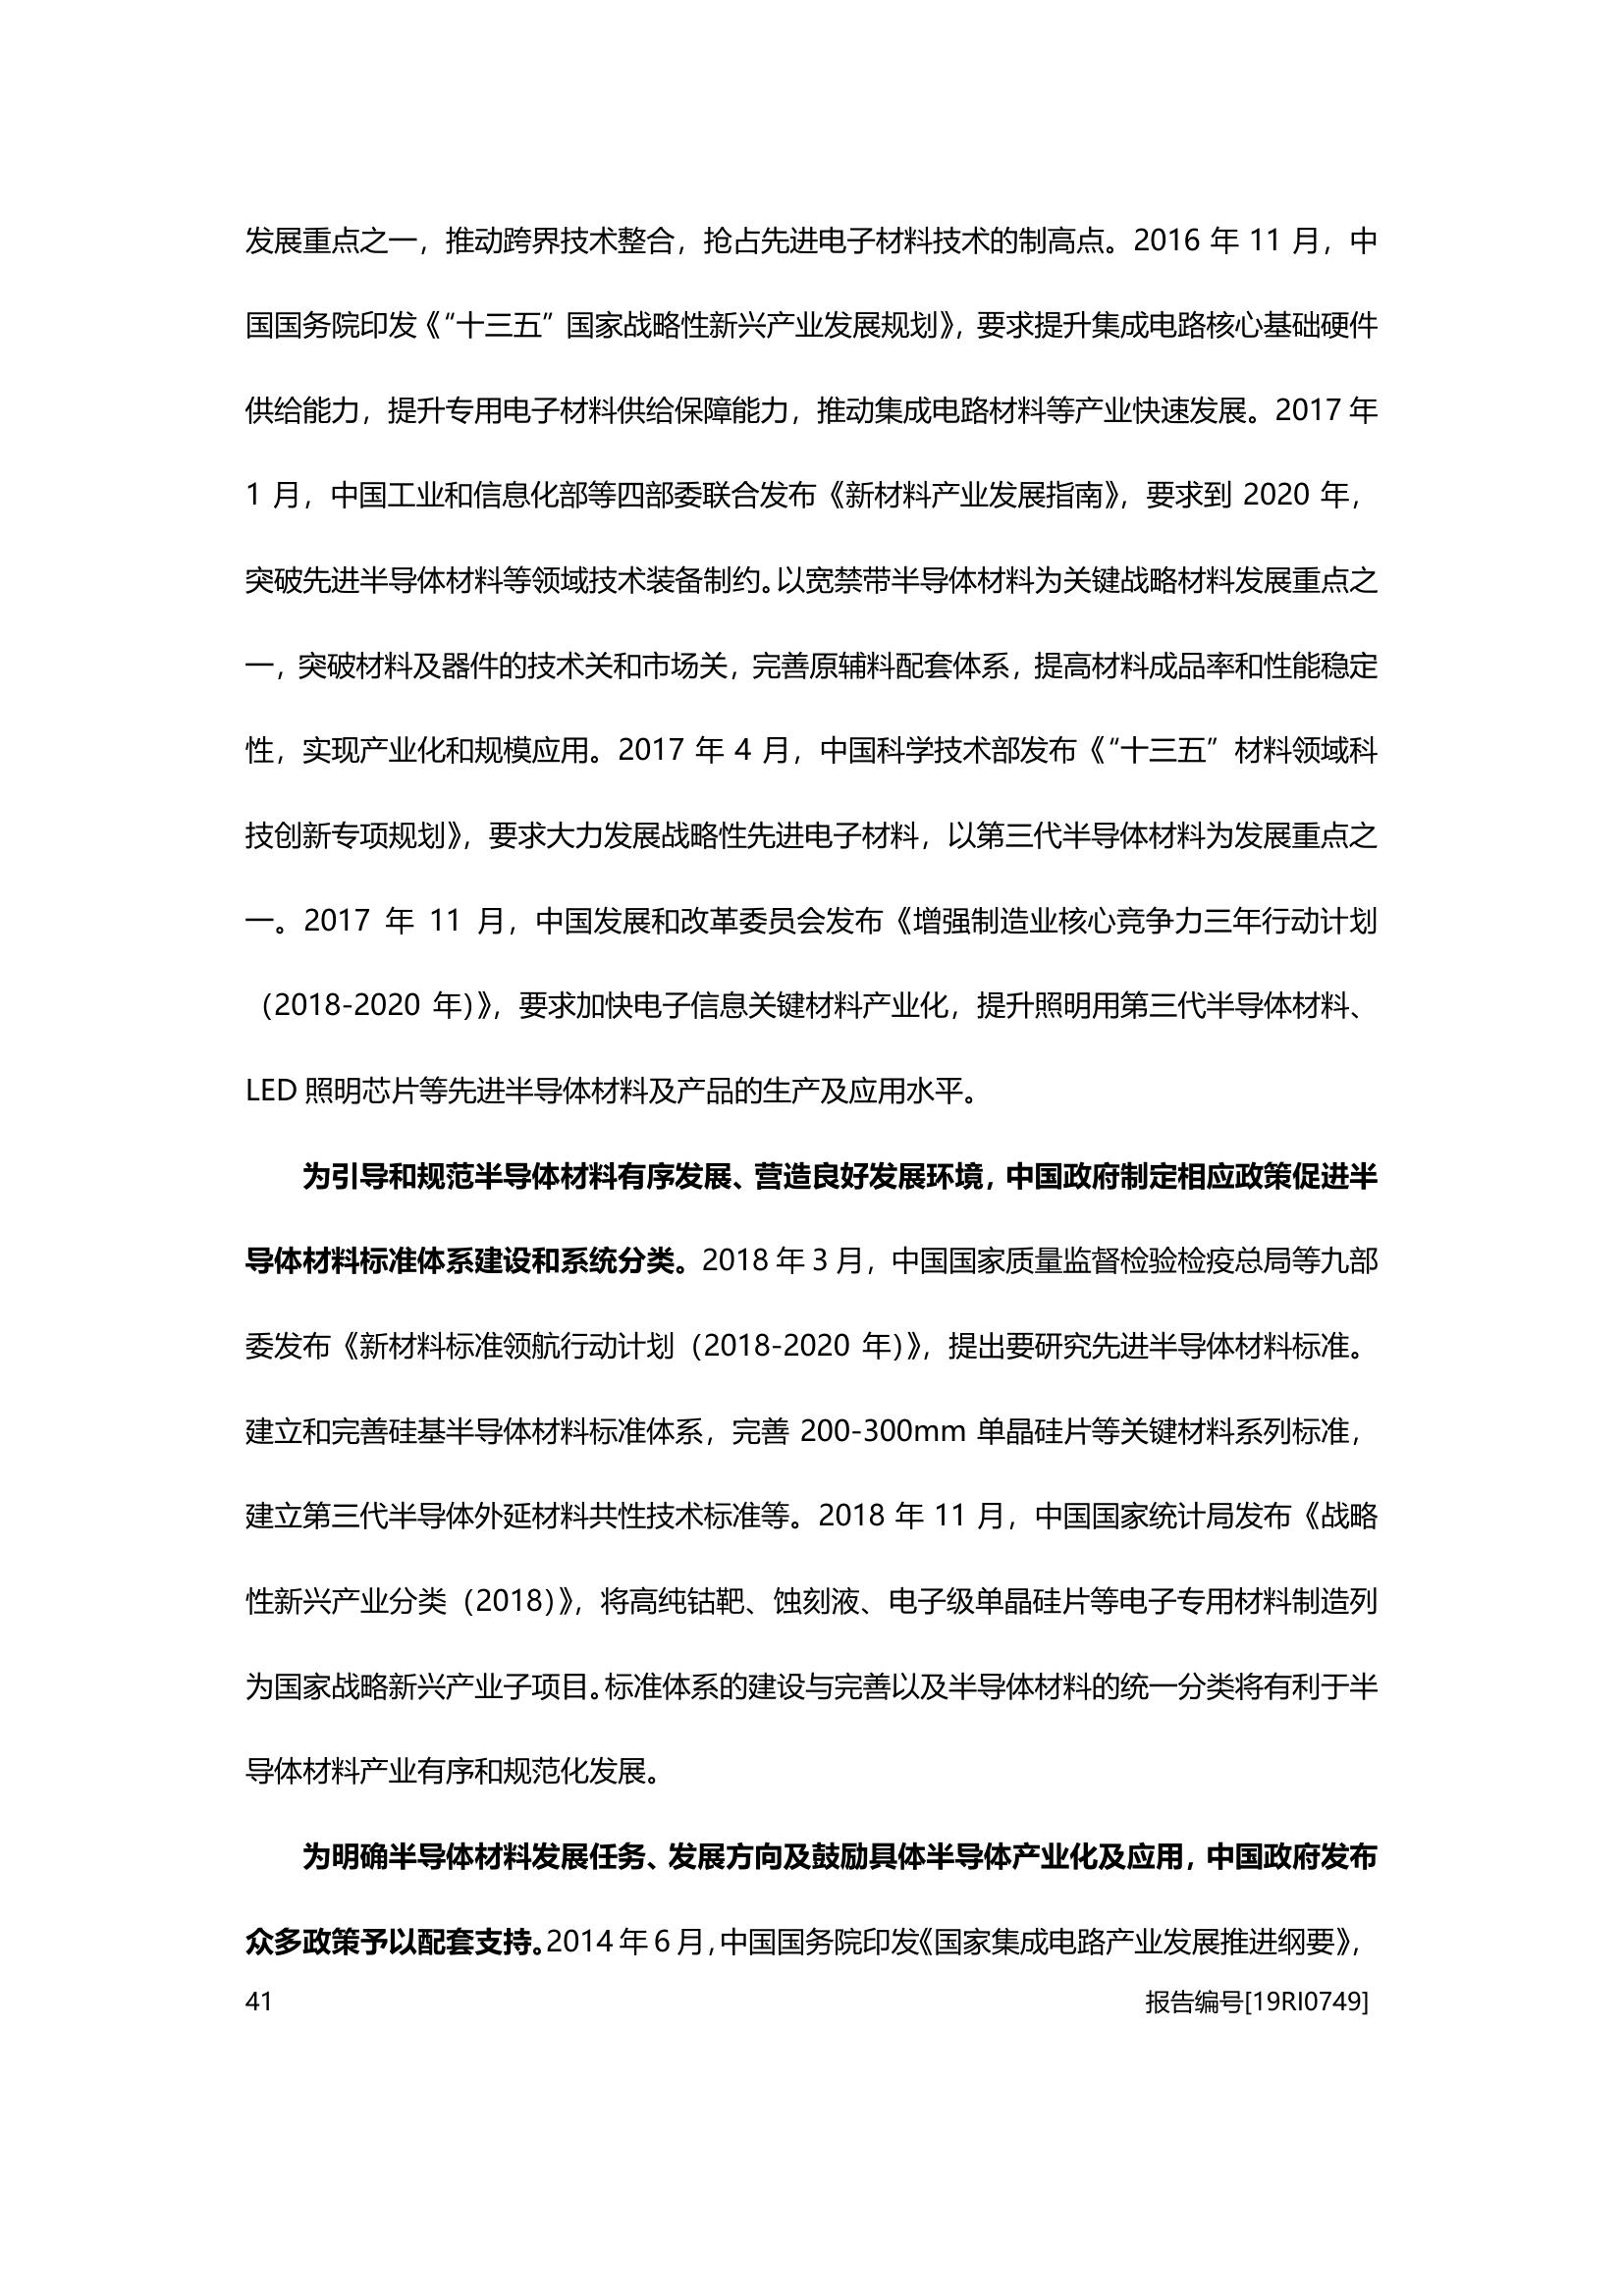 发展重点之一，推动跨界技术整合，抢占先进电子材料技术的制高点。2016 年 11 月，中
国国务院印发《“十三五”国家战略性新兴产业发展规划》，要求提升集成电路核心基础硬件
供给能力，提升专用电子材料供给保障能力，推动集成电路材料等产业快速发展。2017 年
1 月，中国工业和信息化部等四部委联合发布《新材料产业发展指南》，要求到 2020 年，
突破先进半导体材料等领域技术装备制约。以宽禁带半导体材料为关键战略材料发展重点之
一，突破材料及器件的技术关和市场关，完善原辅料配套体系，提高材料成品率和性能稳定
性，实现产业化和规模应用。2017 年 4 月，中国科学技术部发布《“十三五”材料领域科
技创新专项规划》，要求大力发展战略性先进电子材料，以第三代半导体材料为发展重点之
一。2017 年 11 月，中国发展和改革委员会发布《增强制造业核心竞争力三年行动计划
（2018-2020 年）》，要求加快电子信息关键材料产业化，提升照明用第三代半导体材料、
LED 照明芯片等先进半导体材料及产品的生产及应用水平。
为引导和规范半导体材料有序发展、营造良好发展环境，中国政府制定相应政策促进半
导体材料标准体系建设和系统分类。2018 年 3 月，中国国家质量监督检验检疫总局等九部
委发布《新材料标准领航行动计划（2018-2020 年）》，提出要研究先进半导体材料标准。
建立和完善硅基半导体材料标准体系，完善 200-300mm 单晶硅片等关键材料系列标准，
建立第三代半导体外延材料共性技术标准等。2018 年 11 月，中国国家统计局发布《战略
性新兴产业分类（2018）》，将高纯钴靶、蚀刻液、电子级单晶硅片等电子专用材料制造列
为国家战略新兴产业子项目。标准体系的建设与完善以及半导体材料的统一分类将有利于半
导体材料产业有序和规范化发展。
为明确半导体材料发展任务、发展方向及鼓励具体半导体产业化及应用，中国政府发布
众多政策予以配套支持。2014 年 6 月，中国国务院印发《国家集成电路产业发展推进纲要》，
41 报告编号[19RI0749]